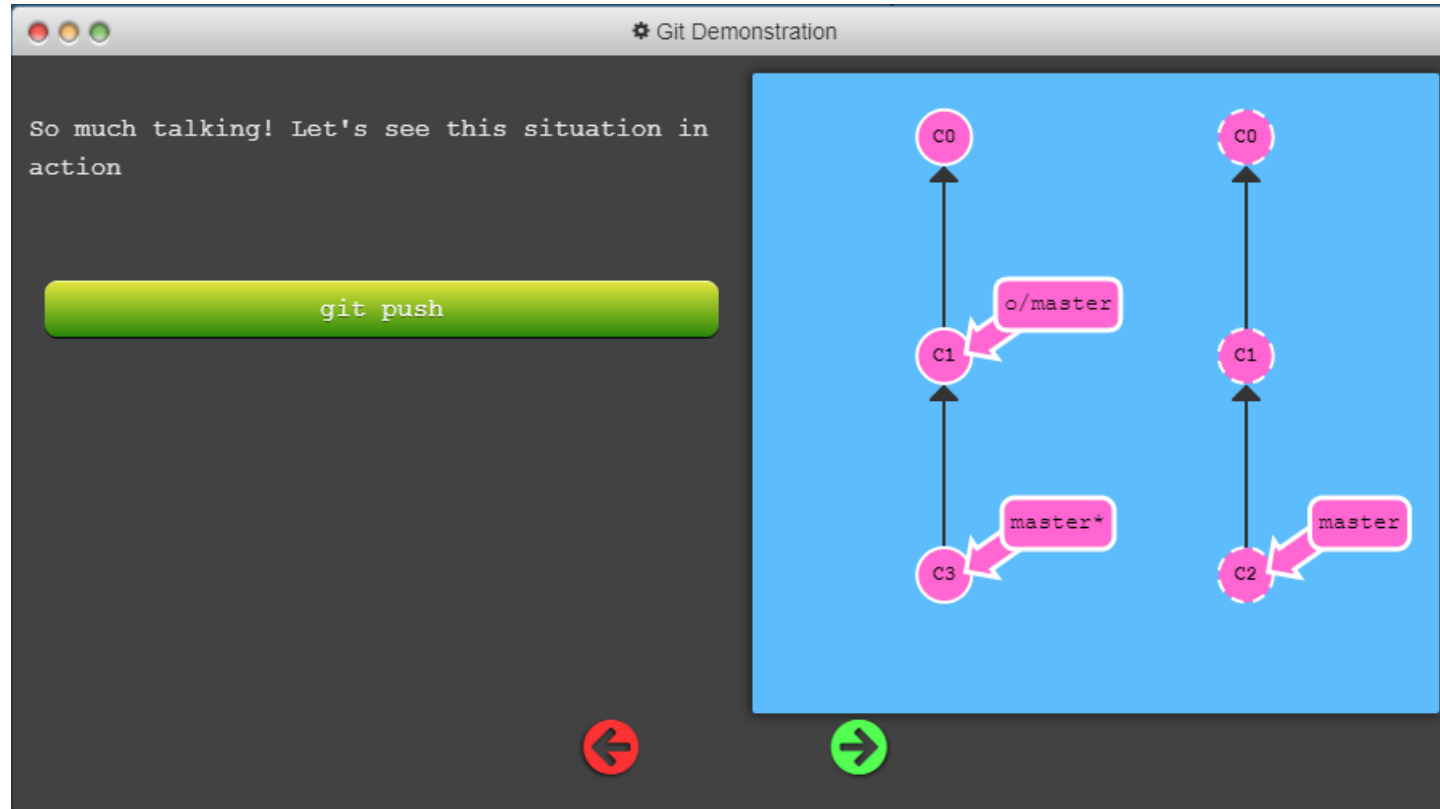 Git Demonstration
So much talking! Let's see this situation in
action
git push
C0
C0
o/master
C1
C1
master*
master
C3
C2